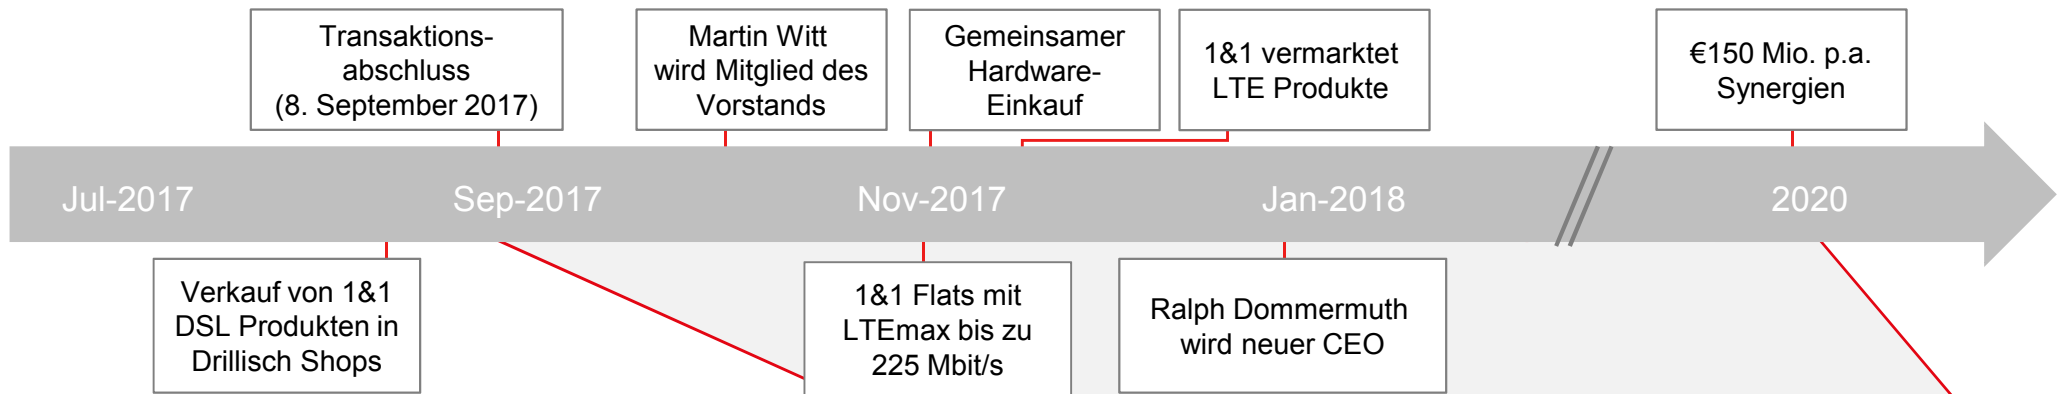 Transaktions-
abschluss
(8. September 2017)
Martin Witt
wird Mitglied des
Vorstands
Gemeinsamer
Hardware-
Einkauf
1&1 vermarktet
LTE Produkte
€150 Mio. p.a.
Synergien
Jul-2017
Sep-2017
Nov-2017
Jan-2018
2020
Verkauf von 1&1
DSL Produkten in
Drillisch Shops
1&1 Flats mit
LTEmax bis zu
225 Mbit/s
Ralph Dommermuth
wird neuer CEO